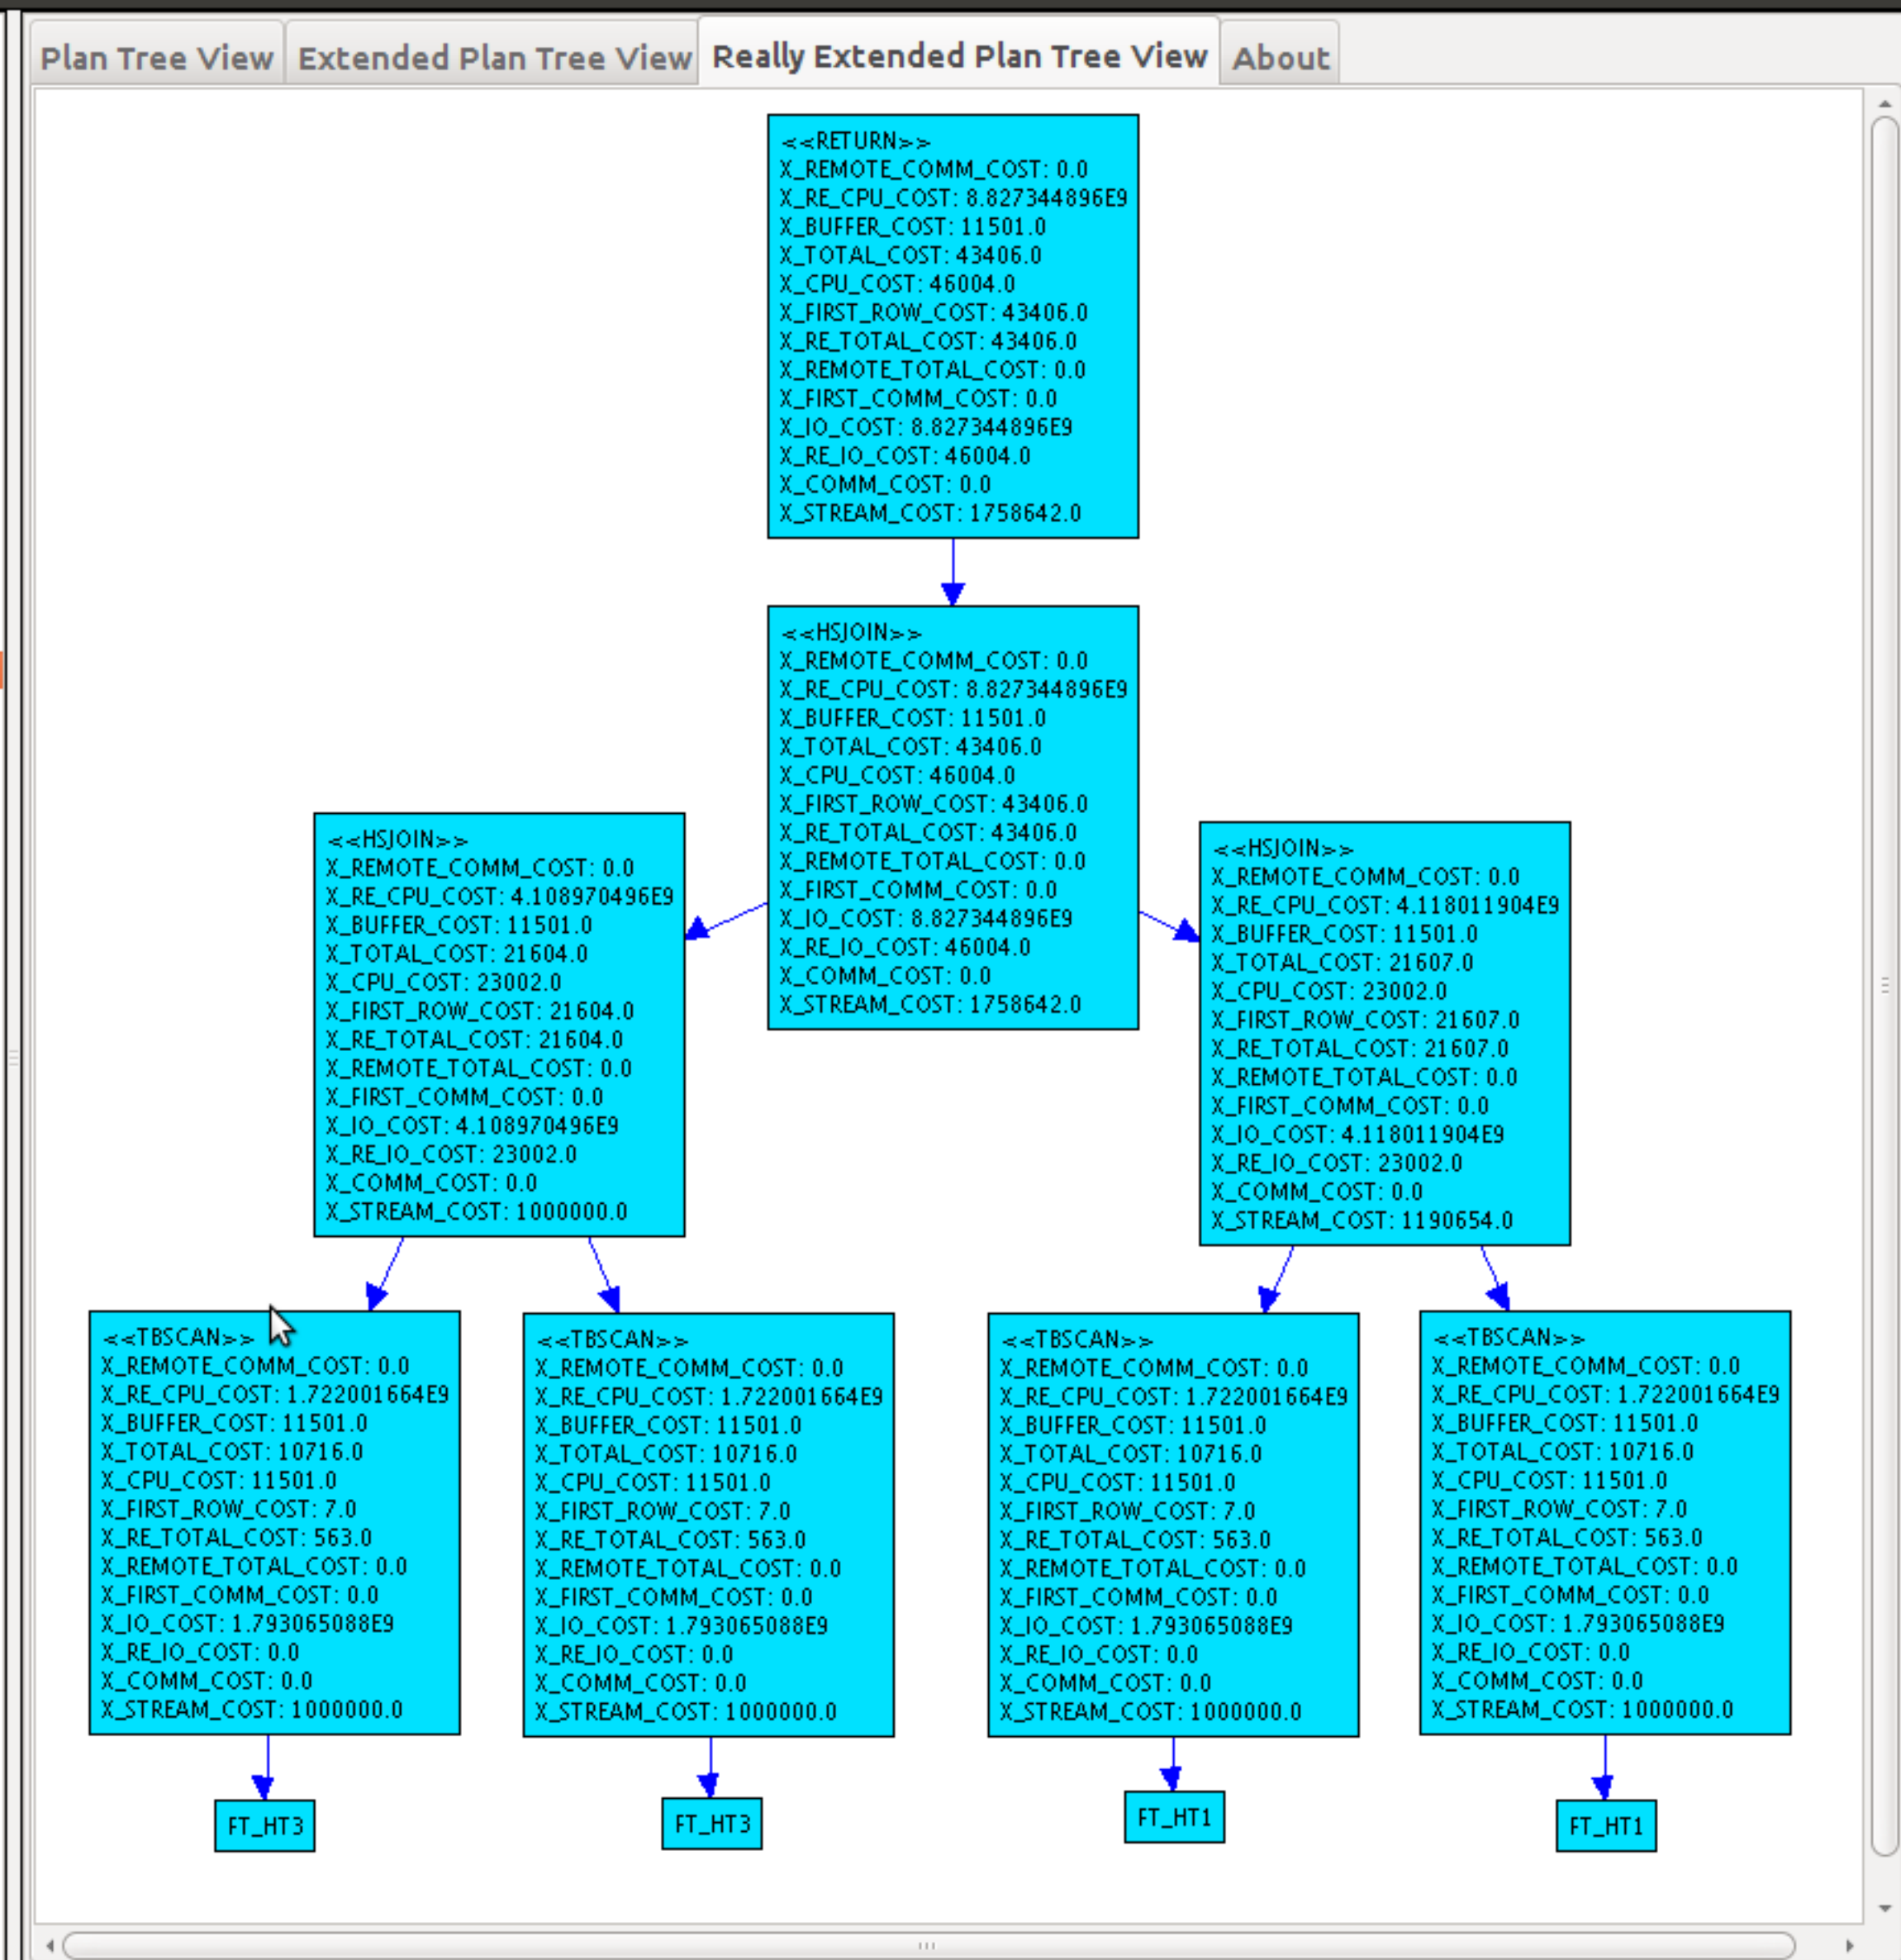 Plan Tree View
Extended Plan Tree View
Really Extended Plan Tree View
About
<<RETURN>>
X_REMOTE_COMM_COST: 0.0
X_RE_CPU_COST: 8.827344896E9
X_BUFFER_COST: 11501.0
X_TOTAL_COST: 43406.0
X_CPU_COST: 46004.0
X_FIRST_ROW_COST: 43406.0
X_RE_TOTAL_COST: 43406.0
X_REMOTE_TOTAL_COST: 0.0
X_FIRST_COMM_COST: 0.0
X_IO_COST: 8.827344896E9
X_RE_IO_COST: 46004.0
X_COMM_COST: 0.0
X_STREAM_COST: 1758642.0
<<HSJOIN>>
X_REMOTE_COMM_COST: 0.0
X_RE_CPU_COST: 8.827344896E9
X_BUFFER_COST: 11501.0
X_TOTAL_COST: 43406.0
X_CPU_COST: 46004.0
X_FIRST_ROW_COST: 43406.0
X_RE_TOTAL_COST: 43406.0
X_REMOTE_TOTAL_COST: 0.0
X_FIRST_COMM_COST: 0.0
X_IO_COST: 8.827344896E9
X_RE_IO_COST: 46004.0
X_COMM_COST: 0.0
X_STREAM_COST: 1758642.0
<<HSJOIN>>
X_REMOTE_COMM_COST: 0.0
X_RE_CPU_COST: 4.108970496E9
X_BUFFER_COST: 11501.0
X_TOTAL_COST: 21604.0
X_CPU_COST: 23002.0
X_FIRST_ROW_COST: 21604.0
X_RE_TOTAL_COST: 21604.0
X_REMOTE_TOTAL_COST: 0.0
X_FIRST_COMM_COST: 0.0
X_IO_COST: 4.108970496E9
X_RE_IO_COST: 23002.0
X_COMM_COST: 0.0
X_STREAM_COST: 1000000.0
<<HSJOIN>>
X_REMOTE_COMM_COST: 0.0
X_RE_CPU_COST: 4.118011904E9
X_BUFFER_COST: 11501.0
X_TOTAL_COST: 21607.0
X_CPU_COST: 23002.0
X_FIRST_ROW_COST: 21607.0
X_RE_TOTAL_COST: 21607.0
X_REMOTE_TOTAL_COST: 0.0
X_FIRST_COMM_COST: 0.0
X_IO_COST: 4.118011904E9
X_RE_IO_COST: 23002.0
X_COMM_COST: 0.0
X_STREAM_COST: 1190654.0
<<TBSCAN>>
X_REMOTE_COMM_COST: 0.0
X_RE_CPU_COST: 1.722001664E9
X_BUFFER_COST: 11501.0
X_TOTAL_COST: 10716.0
X_CPU_COST: 11501.0
X_FIRST_ROW_COST: 7.0
X_RE_TOTAL_COST: 563.0
X_REMOTE_TOTAL_COST: 0.0
X_FIRST_COMM_COST: 0.0
X_IO_COST: 1.793065088E9
X_RE_IO_COST: 0.0
X_COMM_COST: 0.0
X_STREAM_COST: 1000000.0
<<TBSCAN>>
X_REMOTE_COMM_COST: 0.0
X_RE_CPU_COST: 1.722001664E9
X_BUFFER_COST: 11501.0
X_TOTAL_COST: 10716.0
X_CPU_COST: 11501.0
X_FIRST_ROW_COST: 7.0
X_RE_TOTAL_COST: 563.0
X_REMOTE_TOTAL_COST: 0.0
X_FIRST_COMM_COST: 0.0
X_IO_COST: 1.793065088E9
X_RE_IO_COST: 0.0
X_COMM_COST: 0.0
X_STREAM_COST: 1000000.0
<<TBSCAN>>
X_REMOTE_COMM_COST: 0.0
X_RE_CPU_COST: 1.722001664E9
X_BUFFER_COST: 11501.0
X_TOTAL_COST: 10716.0
X_CPU_COST: 11501.0
X_FIRST_ROW_COST: 7.0
X_RE_TOTAL_COST: 563.0
X_REMOTE_TOTAL_COST: 0.0
X_FIRST_COMM_COST: 0.0
X_IO_COST: 1.793065088E9
X_RE_IO_COST: 0.0
X_COMM_COST: 0.0
X_STREAM_COST: 1000000.0
<<TBSCAN>>
X_REMOTE_COMM_COST: 0.0
X_RE_CPU_COST: 1.722001664E9
X_BUFFER_COST: 11501.0
X_TOTAL_COST: 10716.0
X_CPU_COST: 11501.0
X_FIRST_ROW_COST: 7.0
X_RE_TOTAL_COST: 563.0
X_REMOTE_TOTAL_COST: 0.0
X_FIRST_COMM_COST: 0.0
X_IO_COST: 1.793065088E9
X_RE_IO_COST: 0.0
X_COMM_COST: 0.0
X_STREAM_COST: 1000000.0
FT_HT3
FT_HT3
FT_HT1
FT_HT1